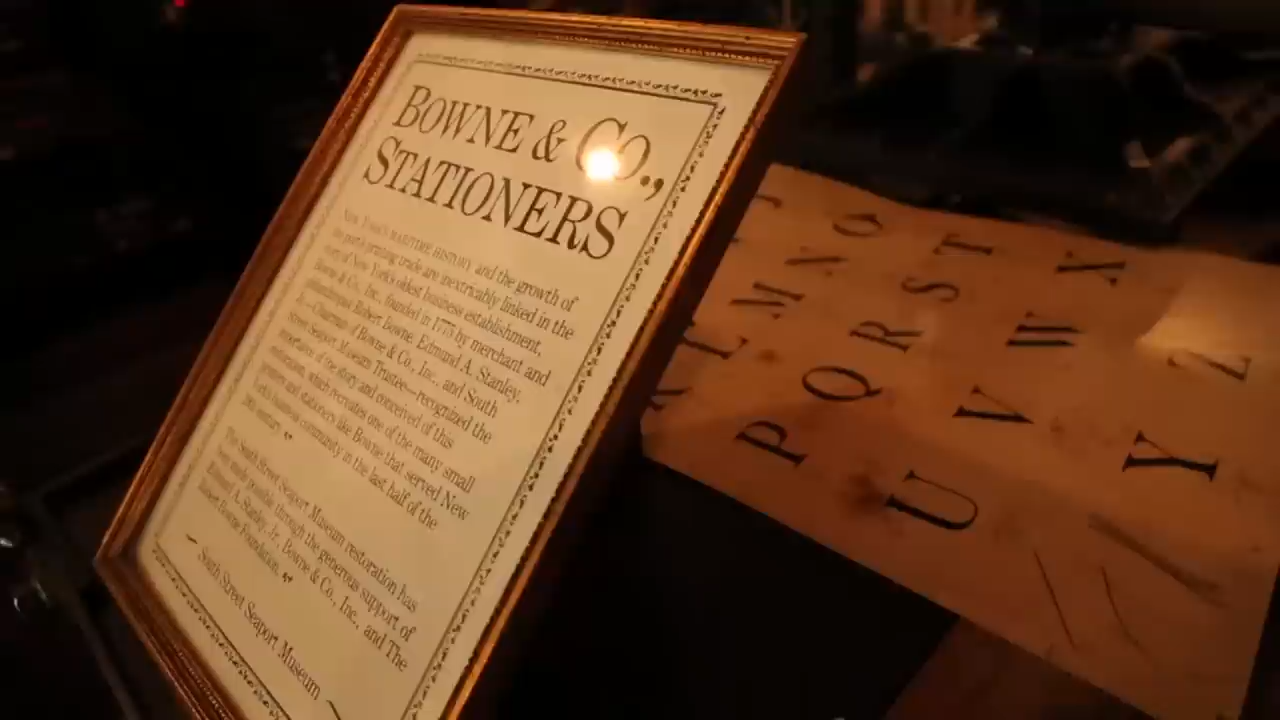 BOWNE & CO.,
STATIONERS
NEW YORK'S MARITIME HISTORY and the growth of
the port's printing trade are inextricably linked in the
story of New York's oldest business establishment,
Bowne & Co., Inc., founded in 1775 by merchant and
philanthropist Robert Bowne. Edmund A. Stanley,
Jr.—Chairman of Bowne & Co., Inc., and South
Street Seaport Museum Trustee—recognized the
importance of the story and conceived of this
restoration, which recreates one of the many small
printers and stationers like Bowne that served New
York's business community in the last half of the
19th century.
The South Street Seaport Museum restoration has
been made possible through the generous support of
Edmund A. Stanley, Jr., Bowne & Co., Inc., and The
Robert Bowne Foundation.
— South Street Seaport Museum
L M N O
P Q R S T
U V W X
Y Z